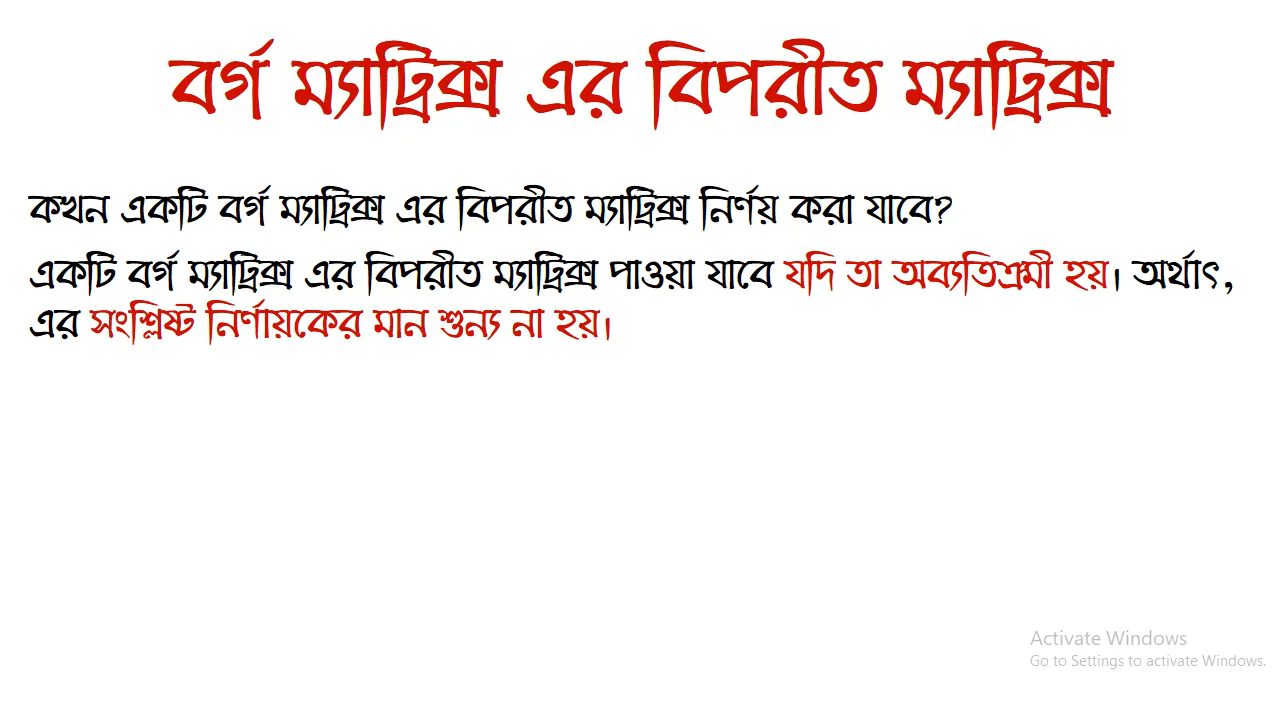 বর্গ ম্যাট্রিক্স এর বিপরীত ম্যাট্রিক্স
কখন একটি বর্গ ম্যাট্রিক্স এর বিপরীত ম্যাট্রিক্স নির্ণয় করা যাবে?
একটি বর্গ ম্যাট্রিক্স এর বিপরীত ম্যাট্রিক্স পাওয়া যাবে যদি তা অব্যতিক্রমী হয়। অর্থাৎ,
এর সংশ্লিষ্ট নির্ণায়কের মান শুন্য না হয়।
Activate Windows
Go to Settings to activate Windows.